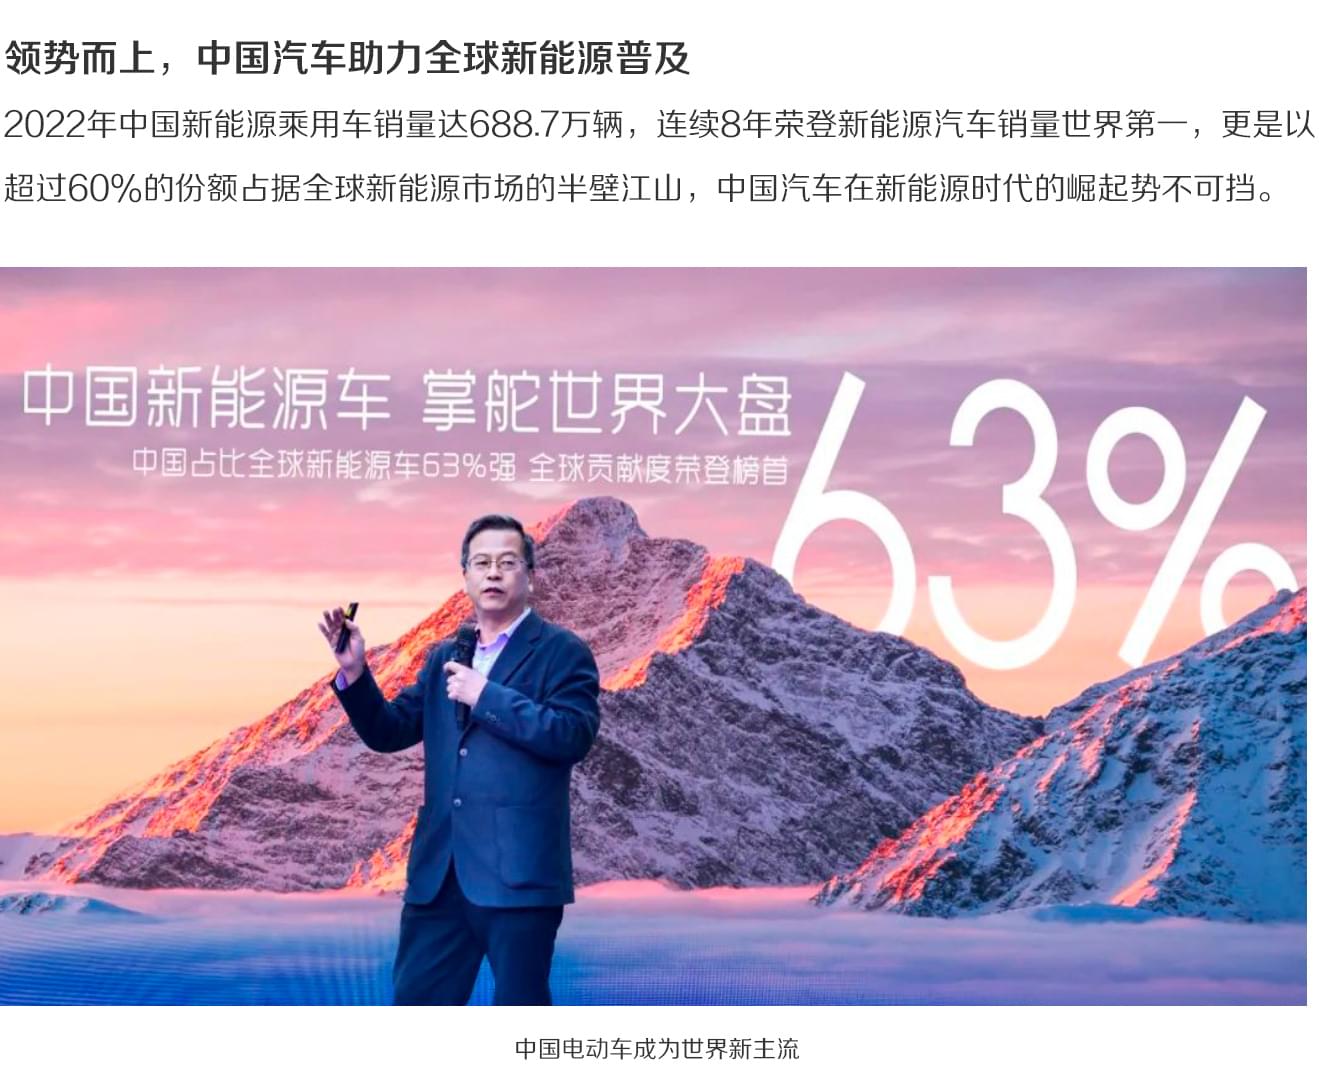 领势而上，中国汽车助力全球新能源普及
2022年中国新能源乘用车销量达688.7万辆，连续8年荣登新能源汽车销量世界第一，更是以
超过60%的份额占据全球新能源市场的半壁江山，中国汽车在新能源时代的崛起势不可挡。
中国新能源车 掌舵世界大盘
63%
中国占比全球新能源车63%强 全球贡献度荣登榜首
中国电动车成为世界新主流